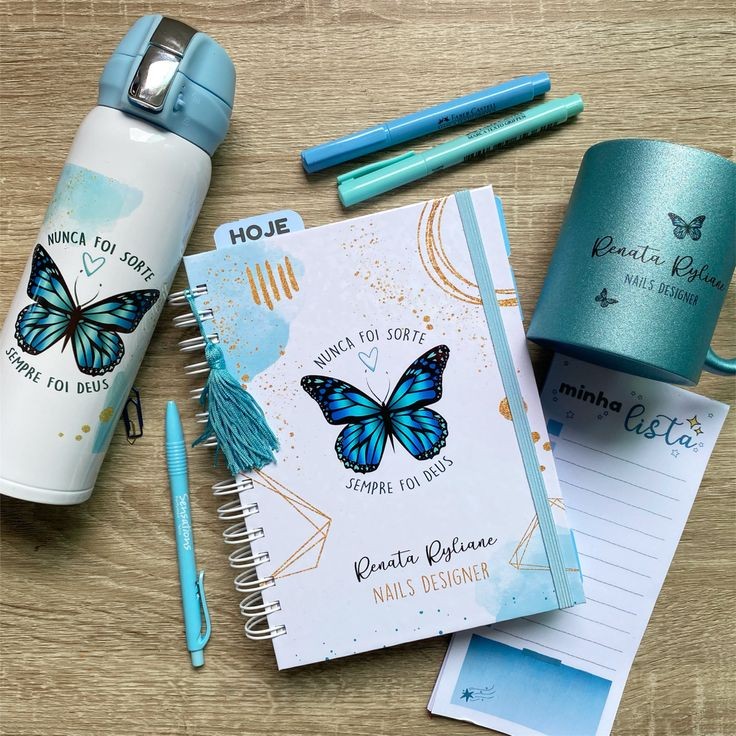 NUNCA FOI SORTE
SEMPRE FOI DEUS
FABER-CASTELL
HOJE
NUNCA FOI SORTE
SEMPRE FOI DEUS
Renata Ryliane
NAILS DESIGNER
Renata Ryliane
NAILS DESIGNER
minha
lista
Sensations